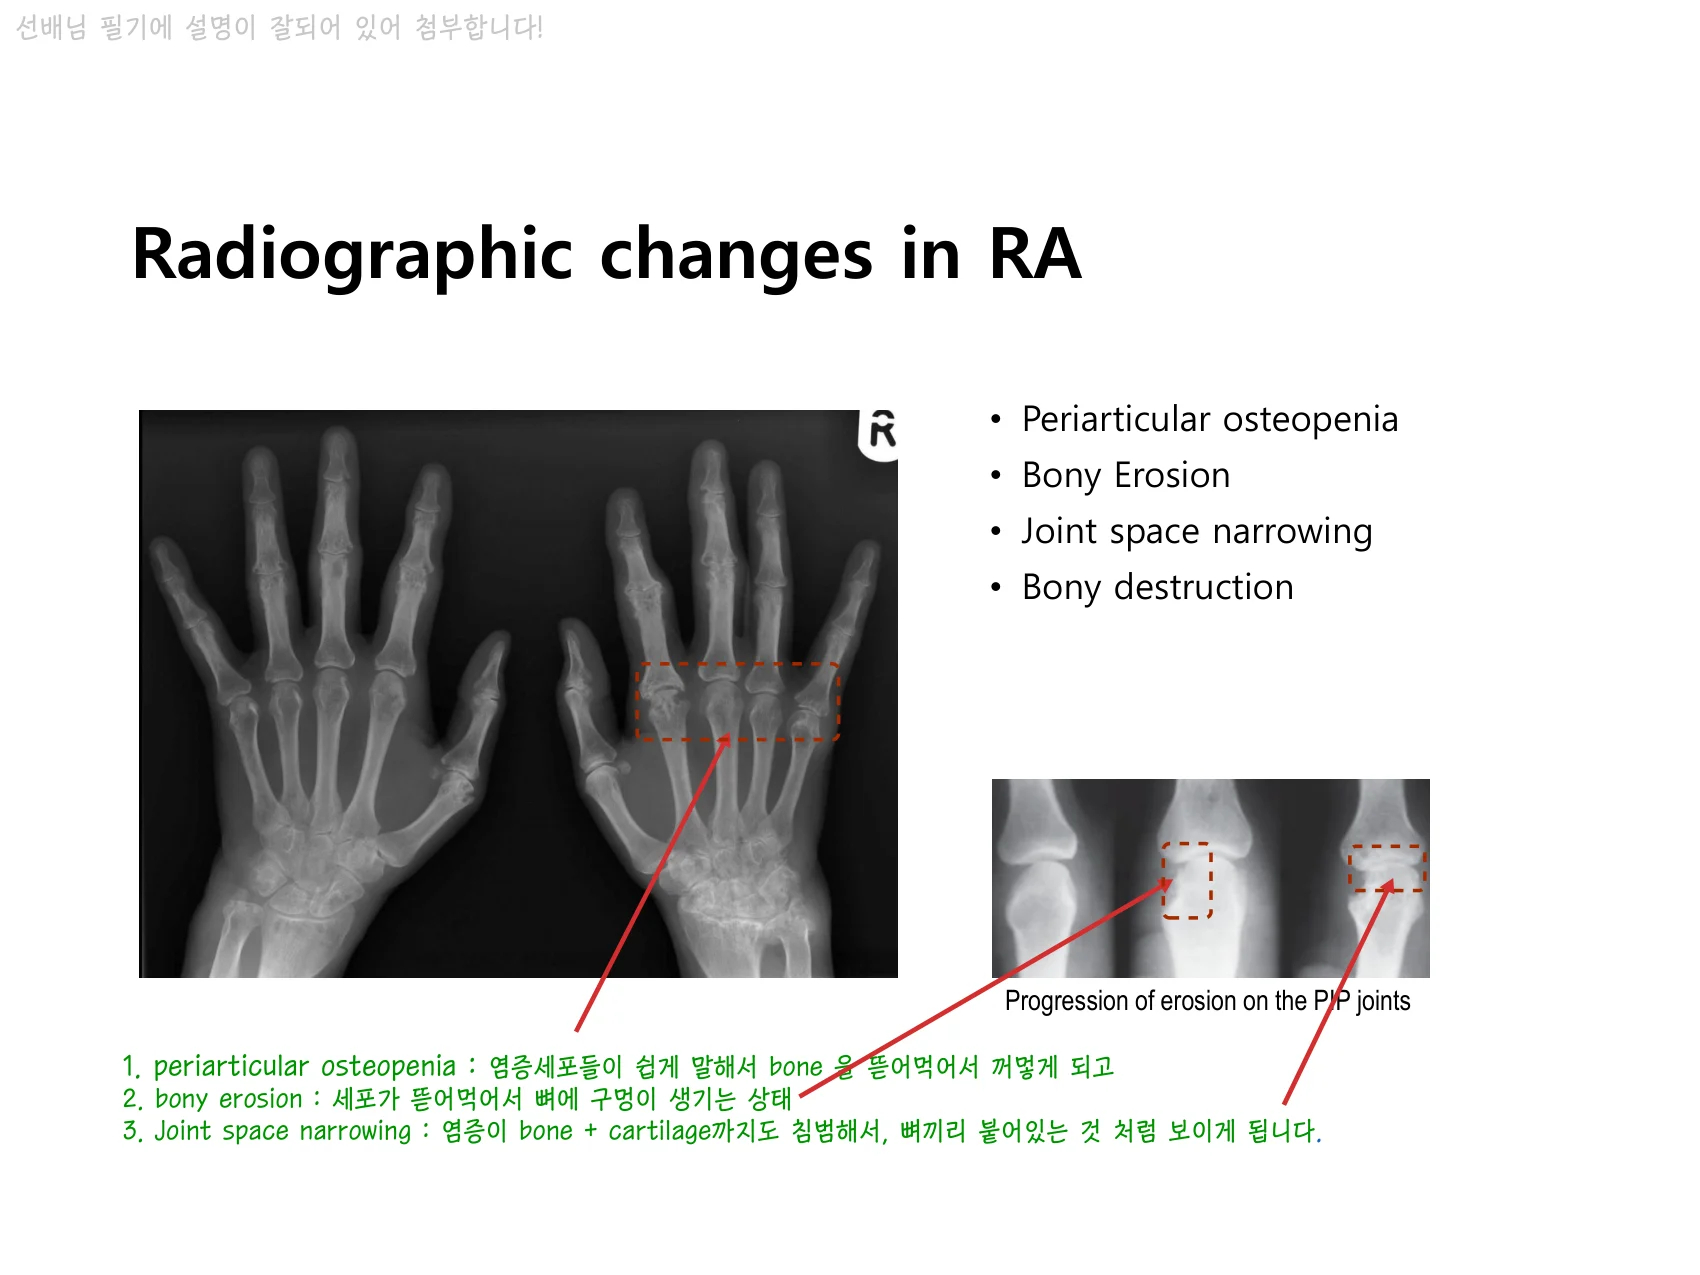 선배님 필기에 설명이 잘되어 있어 첨부합니다!
Radiographic changes in RA
R
• Periarticular osteopenia
• Bony Erosion
• Joint space narrowing
• Bony destruction
Progression of erosion on the PIP joints
1. periarticular osteopenia : 염증세포들이 쉽게 말해서 bone 을 뜯어먹어서 꺼멓게 되고
2. bony erosion : 세포가 뜯어먹어서 뼈에 구멍이 생기는 상태
3. Joint space narrowing : 염증이 bone + cartilage까지도 침범해서, 뼈끼리 붙어있는 것 처럼 보이게 됩니다.